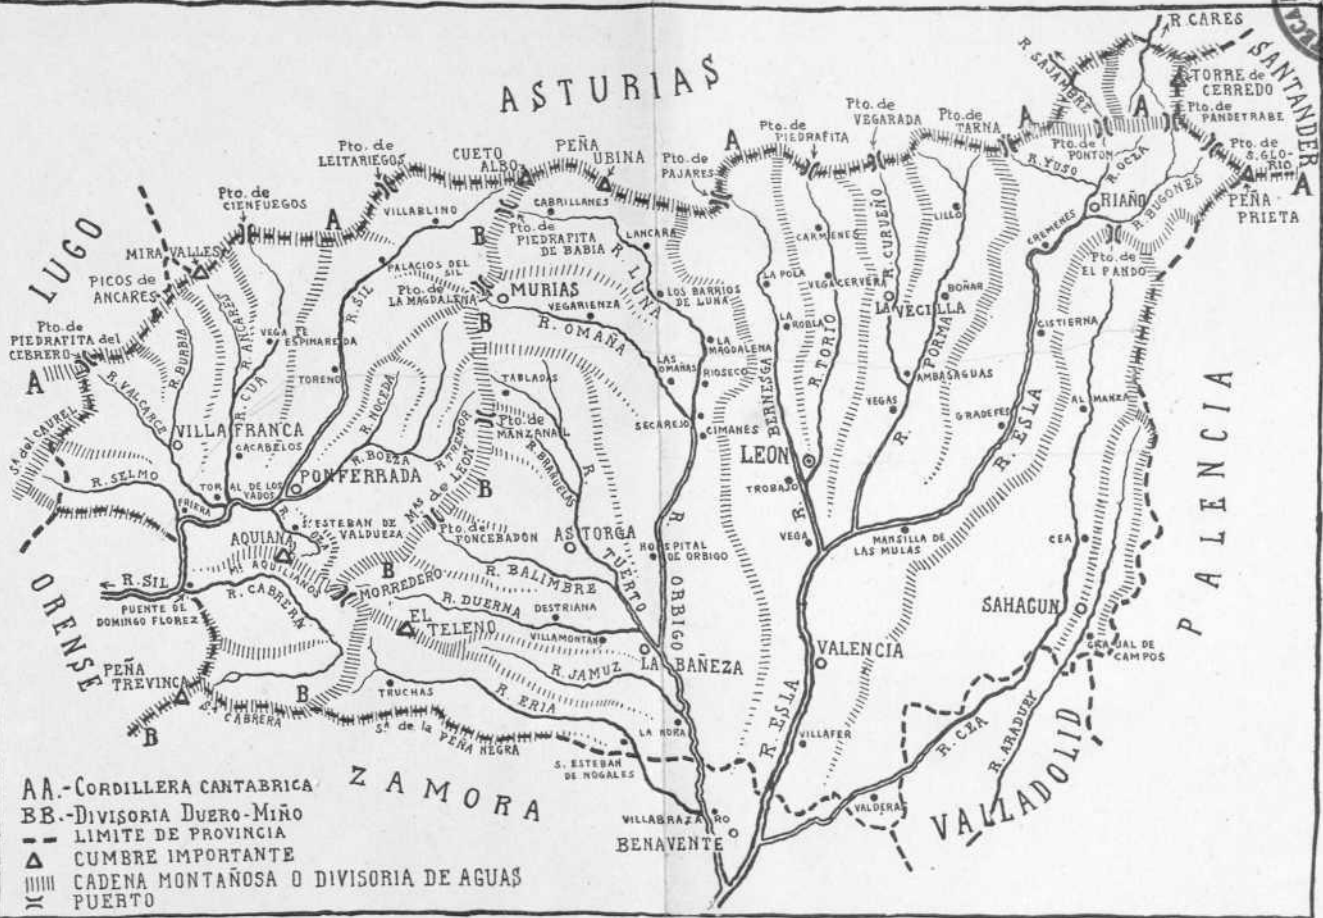 ASTURIAS
SANTANDER
LUGO
ORENSE
ZAMORA
VALLADOLID
PALENCIA
R. CARES
R. SAJAMBRE
TORRE de
CERREDO
Pto. de
PANDETRABE
Pto. de
S. GLO-
RIO
PEÑA
PRIETA
A
A
A
A
A
A
A
Pto. de
TARNA
Pto. de
PONTON
Pto. de
VEGARADA
Pto. de
PIEDRAFITA
Pto. de
PAJARES
PEÑA
UBINA
CUETO
ALBO
Pto. de
LEITARIEGOS
Pto. de
CIENFUEGOS
MIRAVALLES
PICOS de
ANCARES
Pto. de
PIEDRAFITA del
CEBRERO
R. YUSO
RIAÑO
R. BUGONES
Pto. de
EL PANDO
CREMENES
LILLO
R. CURUEÑO
CARMENES
VEGACERVERA
LA VECILLA
BOÑAR
R. PORMA
CISTIERNA
AMBASAGUAS
VEGAS
GRADEFES
ALMANZA
R. ESLA
LA POLA
LA
ROBLA
R. TORIO
BERNESGA
R.
LEON
TROBAJO
VEGA
MANSILLA DE
LAS MULAS
CEA
SAHAGUN
GRAJAL DE
CAMPOS
VALENCIA
R. ESLA
VILLAFER
R. CEA
VALDERAS
R. ARADUEY
VILLABLINO
CABRILLANES
Pto. de
PIEDRAFITA
DE BABIA
LANCARA
R. LUNA
LOS BARRIOS
DE LUNA
PALACIOS DEL
SIL
R. SIL
Pto. de
LA MAGDALENA
MURIAS
VEGARIENZA
R. OMAÑA
LA
MAGDALENA
RIOSECO
LAS
OMAÑAS
SECAREJO
CIMANES
B
B
B
B
B
B
VEGA DE
ESPINAREDA
R. ANCARES
R. BURBIA
R. CUA
TORENO
R. NOCEDA
R. VALCARCE
VILLAFRANCA
CACABELOS
PONFERRADA
R. BOEZA
R. TREMOR
TABLADAS
Pto. de
MANZANAL
R. BRAÑUELAS
R. TUERTO
Sª del CAUREL
R. SELMO
FRIERA
TORAL DE LOS
VADOS
Sn. ESTEBAN DE
VALDUEZA
R. OZA
MAS de LEON
Pto. de
FONCEBADON
AQUIANA
Mte AQUILIANOS
ASTORGA
HOSPITAL
DE ORBIGO
R. ORBIGO
R. SIL
PUENTE DE
DOMINGO FLOREZ
R. CABRERA
MORREDERO
R. BALIMBRE
R. DUERNA
DESTRIANA
VILLAMONTAN
EL
TELENO
LA BAÑEZA
R. JAMUZ
PEÑA
TREVINCA
Sª CABRERA
TRUCHAS
R. ERIA
Sª de la PEÑA NEGRA
LA NORA
S. ESTEBAN
DE NOGALES
VILLABRAZARO
BENAVENTE
AA.-CORDILLERA CANTABRICA
BB.-DIVISORIA DUERO-MIÑO
LIMITE DE PROVINCIA
CUMBRE IMPORTANTE
CADENA MONTAÑOSA O DIVISORIA DE AGUAS
PUERTO